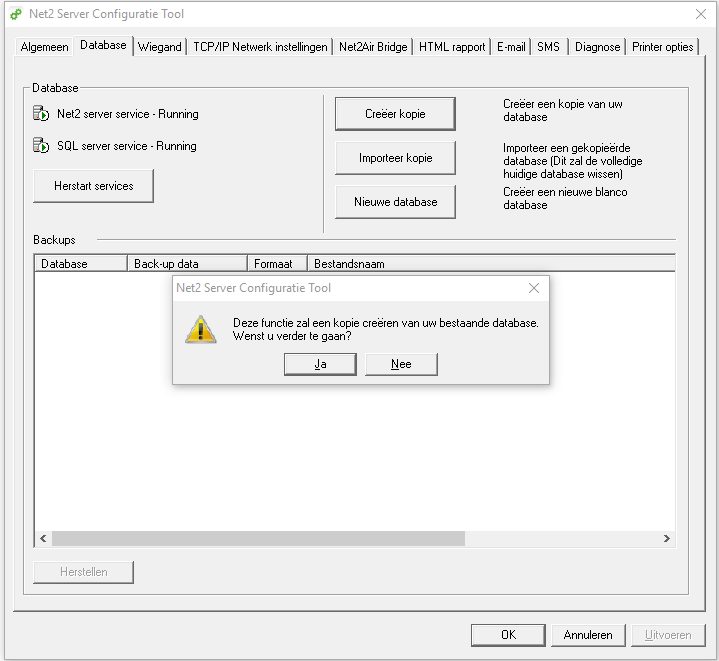 Net2 Server Configuratie Tool
Algemeen Database Wiegand TCP/IP Netwerk instellingen Net2Air Bridge HTML rapport E-mail SMS Diagnose Printer opties
Database
Net2 server service - Running
SQL server service - Running
Herstart services
Creëer kopie
Creëer een kopie van uw
database
Importeer kopie
Importeer een gekopieërde
database (Dit zal de volledige
huidige database wissen)
Nieuwe database
Creëer een nieuwe blanco
database
Backups
Database Back-up data Formaat Bestandsnaam
Net2 Server Configuratie Tool
Deze functie zal een kopie creëren van uw bestaande database.
Wenst u verder te gaan?
Ja Nee
Herstellen
OK Annuleren Uitvoeren